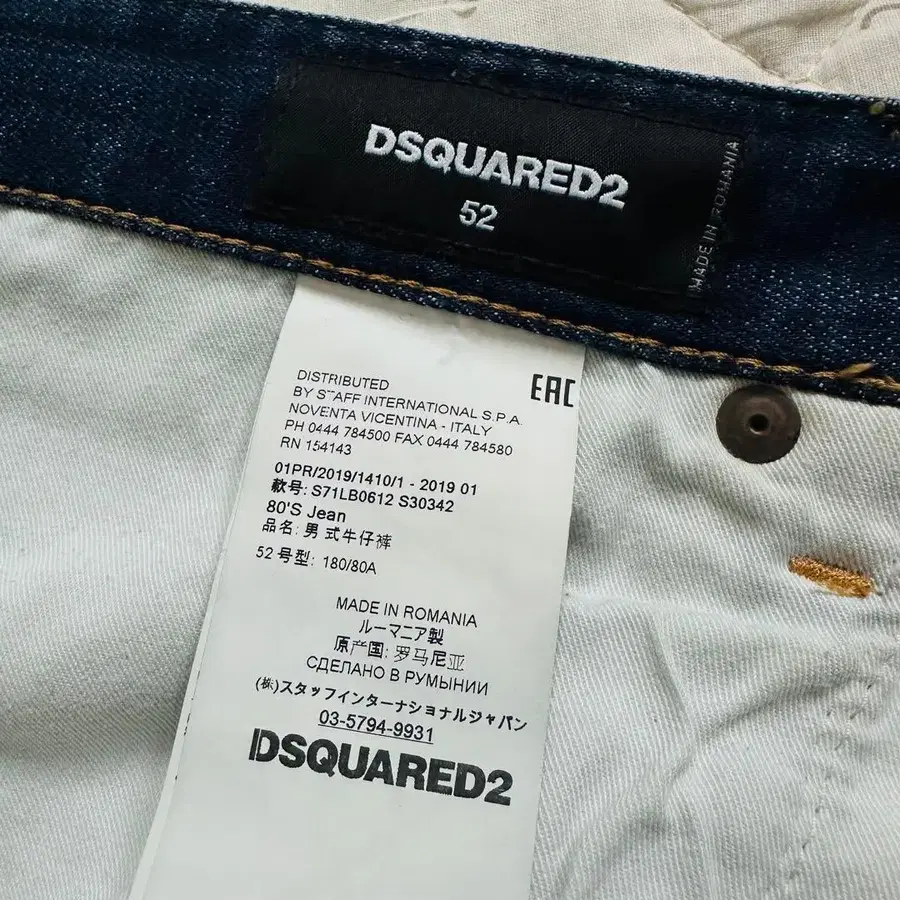 DSQUARED2
52
MADE IN ROMANIA
EAC
DISTRIBUTED
BY STAFF INTERNATIONAL S.P.A.
NOVENTA VICENTINA - ITALY
PH 0444 784500 FAX 0444 784580
RN 154143
01PR/2019/1410/1 - 2019 01
款号: S71LB0612 S30342
80'S Jean
品名: 男 式牛仔裤
52 号型: 180/80A
MADE IN ROMANIA
ルーマニア製
原产国: 罗马尼亚
СДЕЛАНО В РУМЫНИИ
(株)スタッフインターナショナルジャパン
03-5794-9931
DSQUARED2